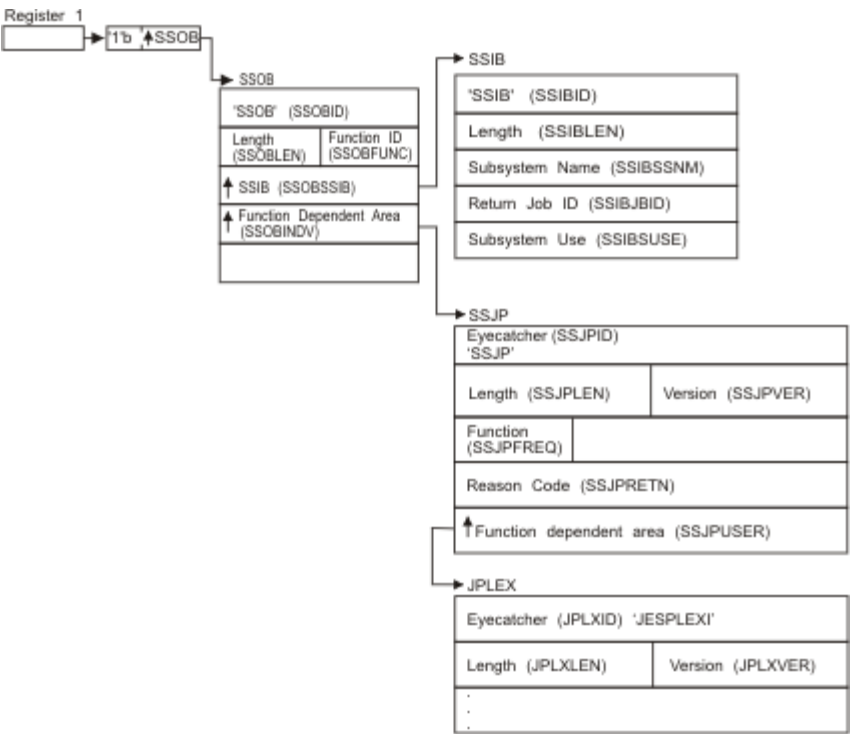 Register 1
'1'b SSOB
SSOB
'SSOB' (SSOBID)
Length
(SSOBLEN)
Function ID
(SSOBFUNC)
SSIB (SSOBSSIB)
Function Dependent Area
(SSOBINDV)
SSIB
'SSIB' (SSIBID)
Length (SSIBLEN)
Subsystem Name (SSIBSSNM)
Return Job ID (SSIBJBID)
Subsystem Use (SSIBSUSE)
SSJP
Eyecatcher (SSJPID)
'SSJP'
Length (SSJPLEN)
Version (SSJPVER)
Function
(SSJPFREQ)
Reason Code (SSJPRETN)
Function dependent area (SSJPUSER)
JPLEX
Eyecatcher (JPLXID) 'JESPLEXI'
Length (JPLXLEN)
Version (JPLXVER)
.
.
.